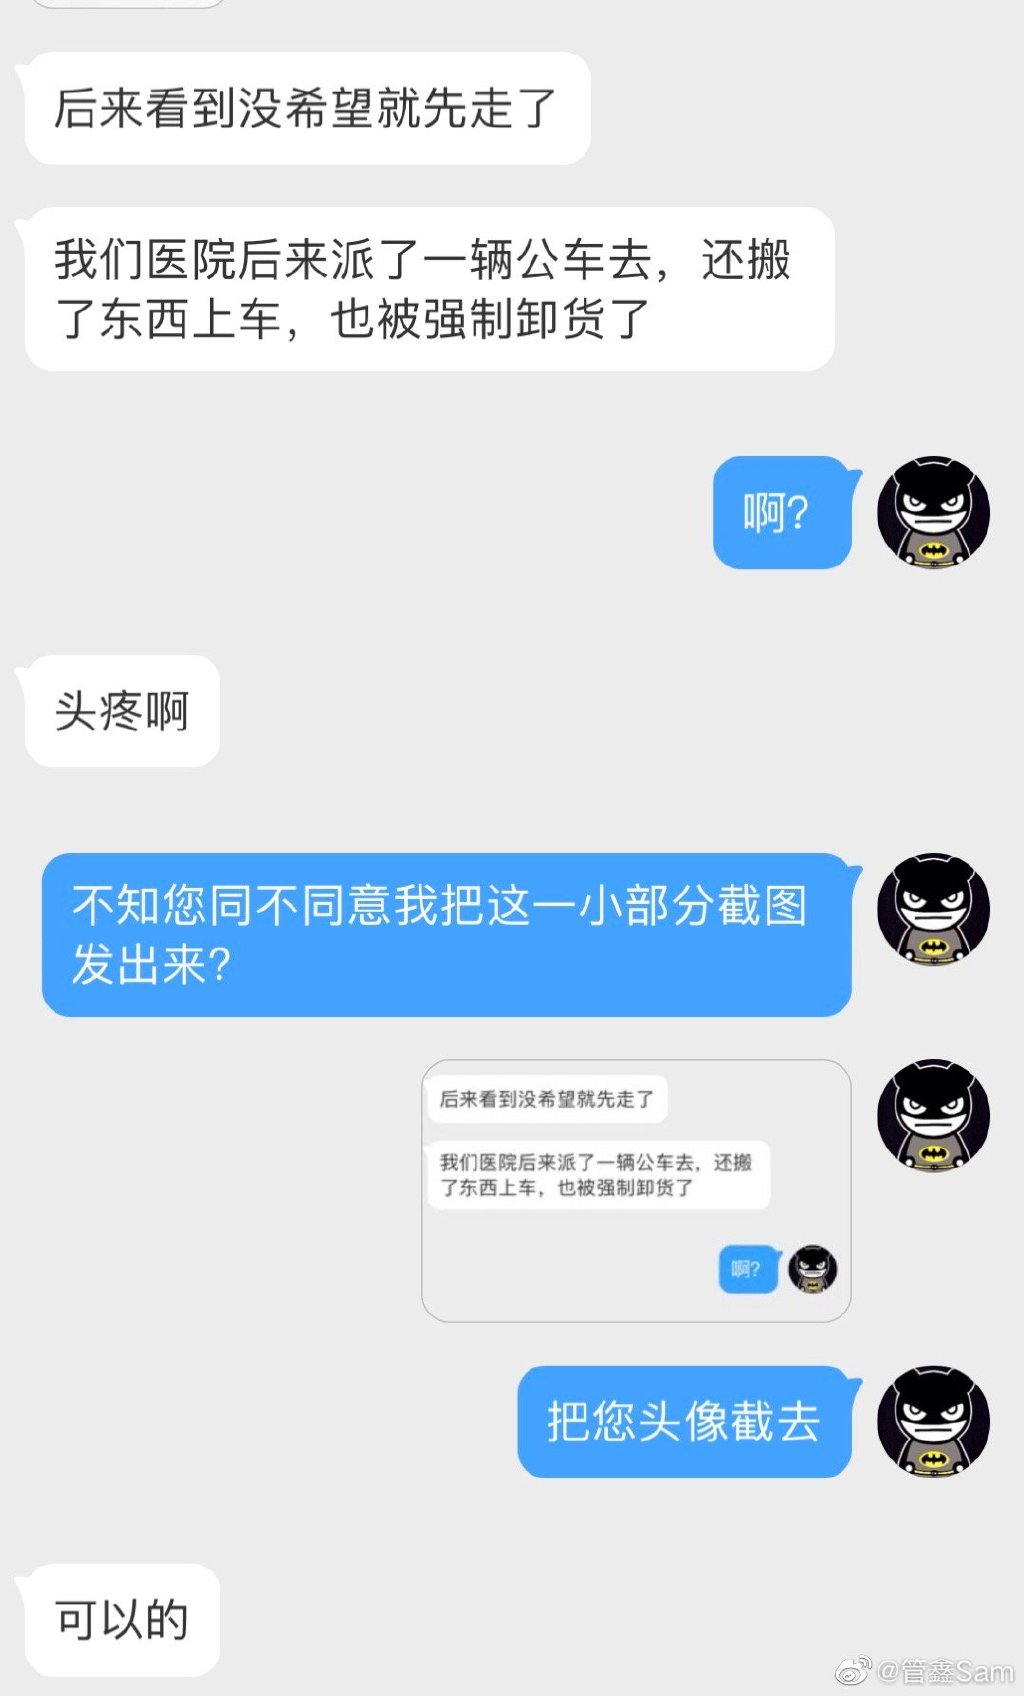 后来看到没希望就先走了
我们医院后来派了一辆公车去，还搬
了东西上车，也被强制卸货了
啊？
头疼啊
不知您同不同意我把这一小部分截图
发出来？
后来看到没希望就先走了
我们医院后来派了一辆公车去，还搬
了东西上车，也被强制卸货了
啊？
把您头像截去
可以的
@管鑫Sam